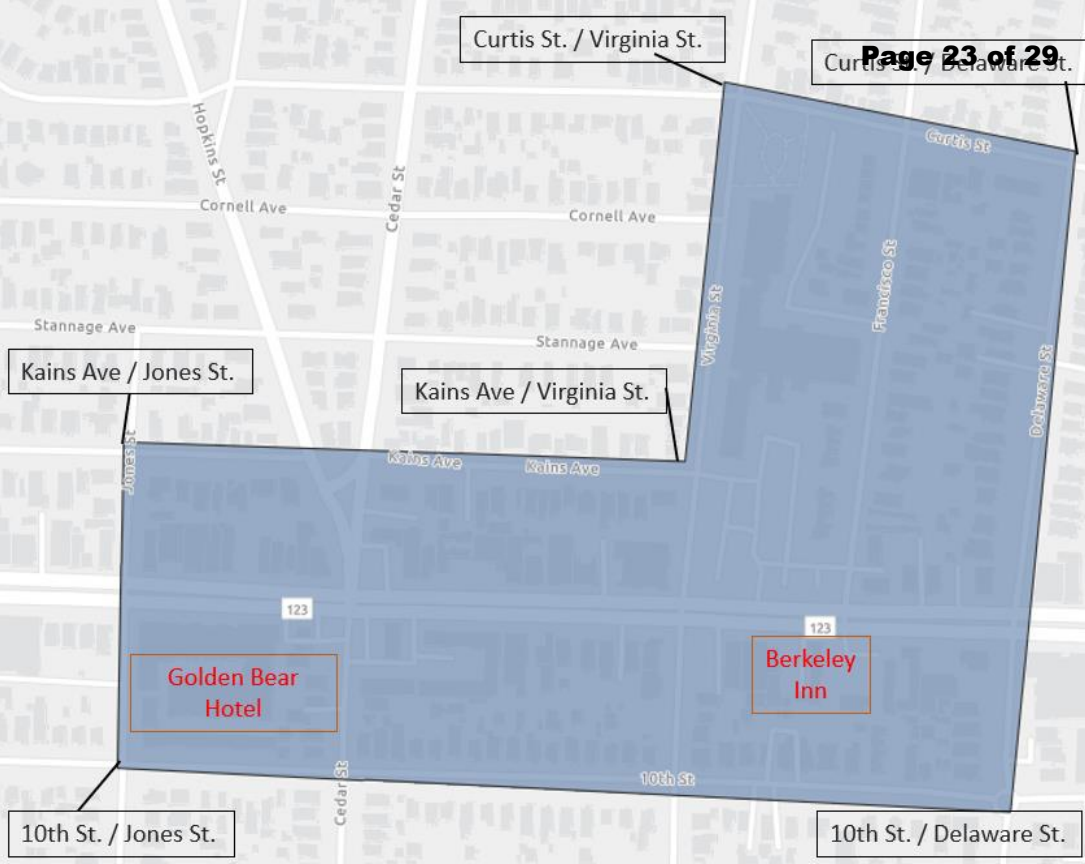 Curtis St. / Virginia St.
Page 23 of 29
Curtis St. / Delaware St.
Hopkins St
Curtis St
Cedar St
Cornell Ave
Cornell Ave
Francisco St
Virginia St
Stannage Ave
Stannage Ave
Delaware St
Kains Ave / Jones St.
Kains Ave / Virginia St.
Jones St
Kains Ave
Kains Ave
123
123
Golden Bear
Hotel
Berkeley
Inn
Cedar St
10th St
10th St. / Jones St.
10th St. / Delaware St.